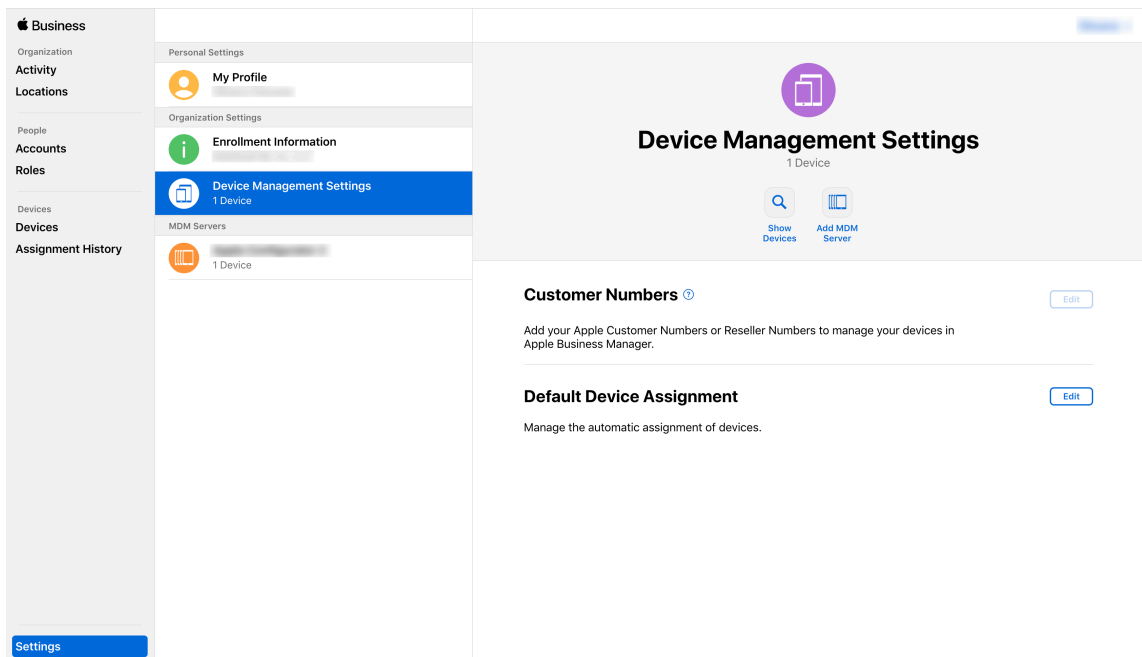 Business
Organization
Activity
Locations
People
Accounts
Roles
Devices
Devices
Assignment History
Settings
Personal Settings
My Profile
Organization Settings
Enrollment Information
Device Management Settings
1 Device
MDM Servers
1 Device
Device Management Settings
1 Device
Show
Devices
Add MDM
Server
Customer Numbers ?
Edit
Add your Apple Customer Numbers or Reseller Numbers to manage your devices in
Apple Business Manager.
Default Device Assignment
Edit
Manage the automatic assignment of devices.